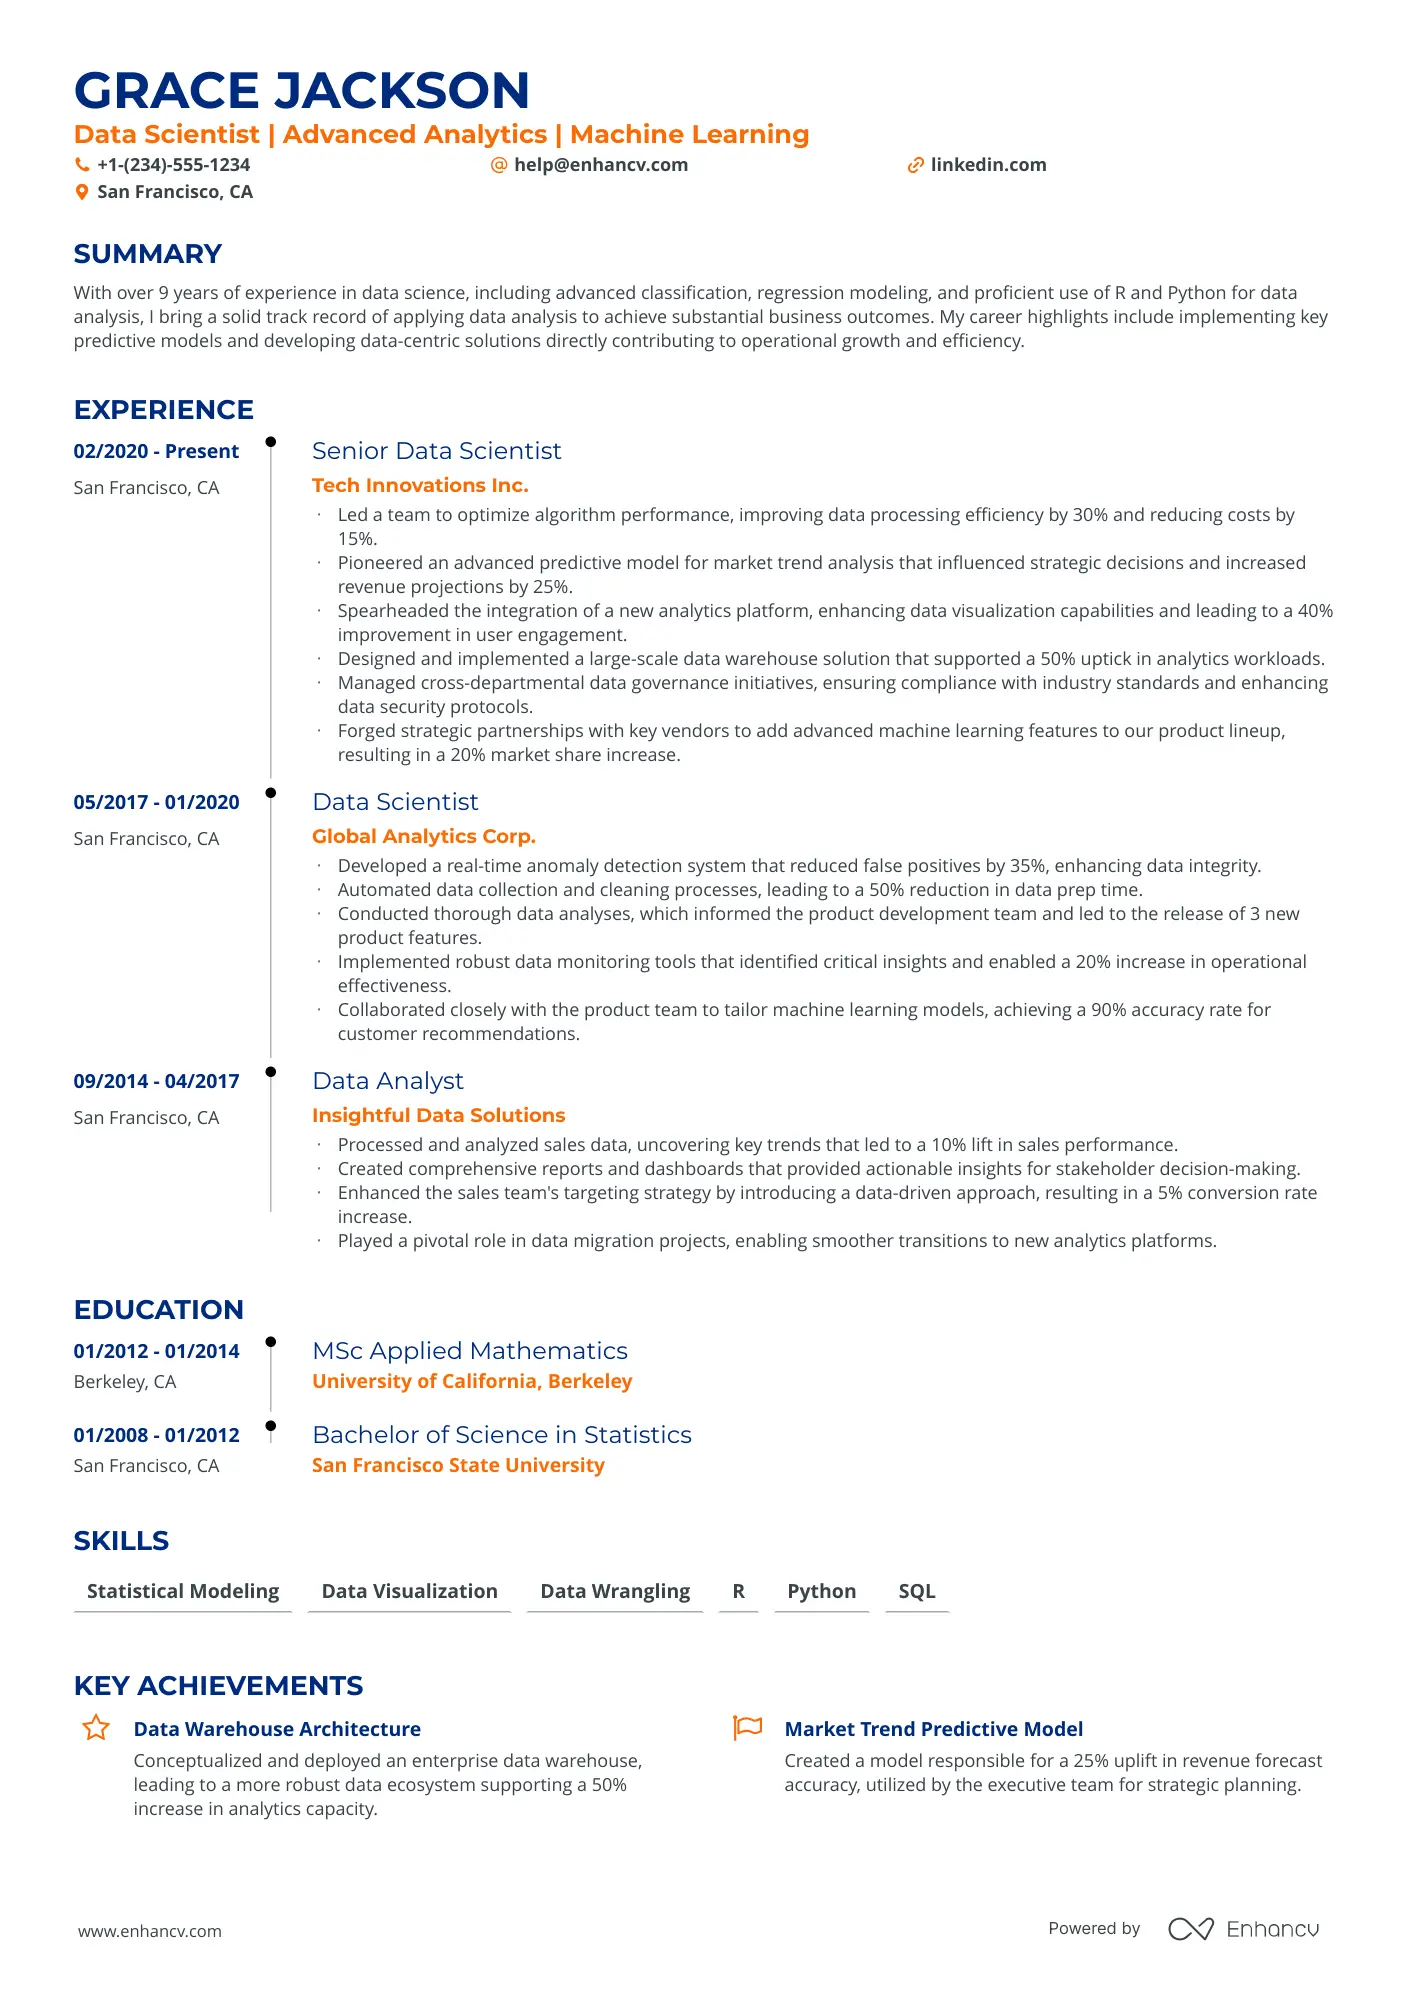 GRACE JACKSON
Data Scientist | Advanced Analytics | Machine Learning
+1-(234)-555-1234
help@enhancv.com
linkedin.com
San Francisco, CA
SUMMARY
With over 9 years of experience in data science, including advanced classification, regression modeling, and proficient use of R and Python for data
analysis, I bring a solid track record of applying data analysis to achieve substantial business outcomes. My career highlights include implementing key
predictive models and developing data-centric solutions directly contributing to operational growth and efficiency.
EXPERIENCE
02/2020 - Present
San Francisco, CA
Senior Data Scientist
Tech Innovations Inc.
· Led a team to optimize algorithm performance, improving data processing efficiency by 30% and reducing costs by
15%.
· Pioneered an advanced predictive model for market trend analysis that influenced strategic decisions and increased
revenue projections by 25%.
· Spearheaded the integration of a new analytics platform, enhancing data visualization capabilities and leading to a 40%
improvement in user engagement.
· Designed and implemented a large-scale data warehouse solution that supported a 50% uptick in analytics workloads.
· Managed cross-departmental data governance initiatives, ensuring compliance with industry standards and enhancing
data security protocols.
· Forged strategic partnerships with key vendors to add advanced machine learning features to our product lineup,
resulting in a 20% market share increase.
05/2017 - 01/2020
San Francisco, CA
Data Scientist
Global Analytics Corp.
· Developed a real-time anomaly detection system that reduced false positives by 35%, enhancing data integrity.
· Automated data collection and cleaning processes, leading to a 50% reduction in data prep time.
· Conducted thorough data analyses, which informed the product development team and led to the release of 3 new
product features.
· Implemented robust data monitoring tools that identified critical insights and enabled a 20% increase in operational
effectiveness.
· Collaborated closely with the product team to tailor machine learning models, achieving a 90% accuracy rate for
customer recommendations.
09/2014 - 04/2017
San Francisco, CA
Data Analyst
Insightful Data Solutions
· Processed and analyzed sales data, uncovering key trends that led to a 10% lift in sales performance.
· Created comprehensive reports and dashboards that provided actionable insights for stakeholder decision-making.
· Enhanced the sales team's targeting strategy by introducing a data-driven approach, resulting in a 5% conversion rate
increase.
· Played a pivotal role in data migration projects, enabling smoother transitions to new analytics platforms.
EDUCATION
01/2012 - 01/2014
Berkeley, CA
MSc Applied Mathematics
University of California, Berkeley
01/2008 - 01/2012
San Francisco, CA
Bachelor of Science in Statistics
San Francisco State University
SKILLS
Statistical Modeling
Data Visualization
Data Wrangling
R
Python
SQL
KEY ACHIEVEMENTS
Data Warehouse Architecture
Conceptualized and deployed an enterprise data warehouse,
leading to a more robust data ecosystem supporting a 50%
increase in analytics capacity.
Market Trend Predictive Model
Created a model responsible for a 25% uplift in revenue forecast
accuracy, utilized by the executive team for strategic planning.
www.enhancv.com
Powered by
Enhancv